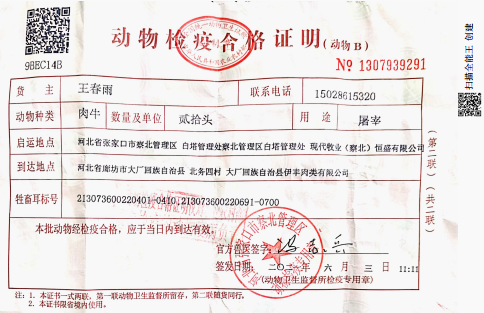 动物检疫合格证明(动物B)
9BEC14B
№ 1307939291
扫描全能王 创建
货 主 王春雨 联系电话 15028615320
动物种类 肉牛 数量及单位 贰拾头 用途 屠宰
启运地点 河北省张家口市察北管理区 白塔管理处察北管理区白塔管理处 现代牧业(察北)恒盛有限公司
到达地点 河北省廊坊市大厂回族自治县 北务四村 大厂回族自治县伊丰肉类有限公司
牲畜耳标号 213073600220401-0410,213073600220691-0700
本批动物经检疫合格,应于当日内到达有效。
官方兽医签字:
签发日期:二〇二一年 六 月 三 日 11:11
(动物卫生监督所检疫专用章)
注:1.本证书一式两联,第一联动物卫生监督所留存,第二联随货同行。
2.本证书限省境内使用。
(第二联)(共二联)